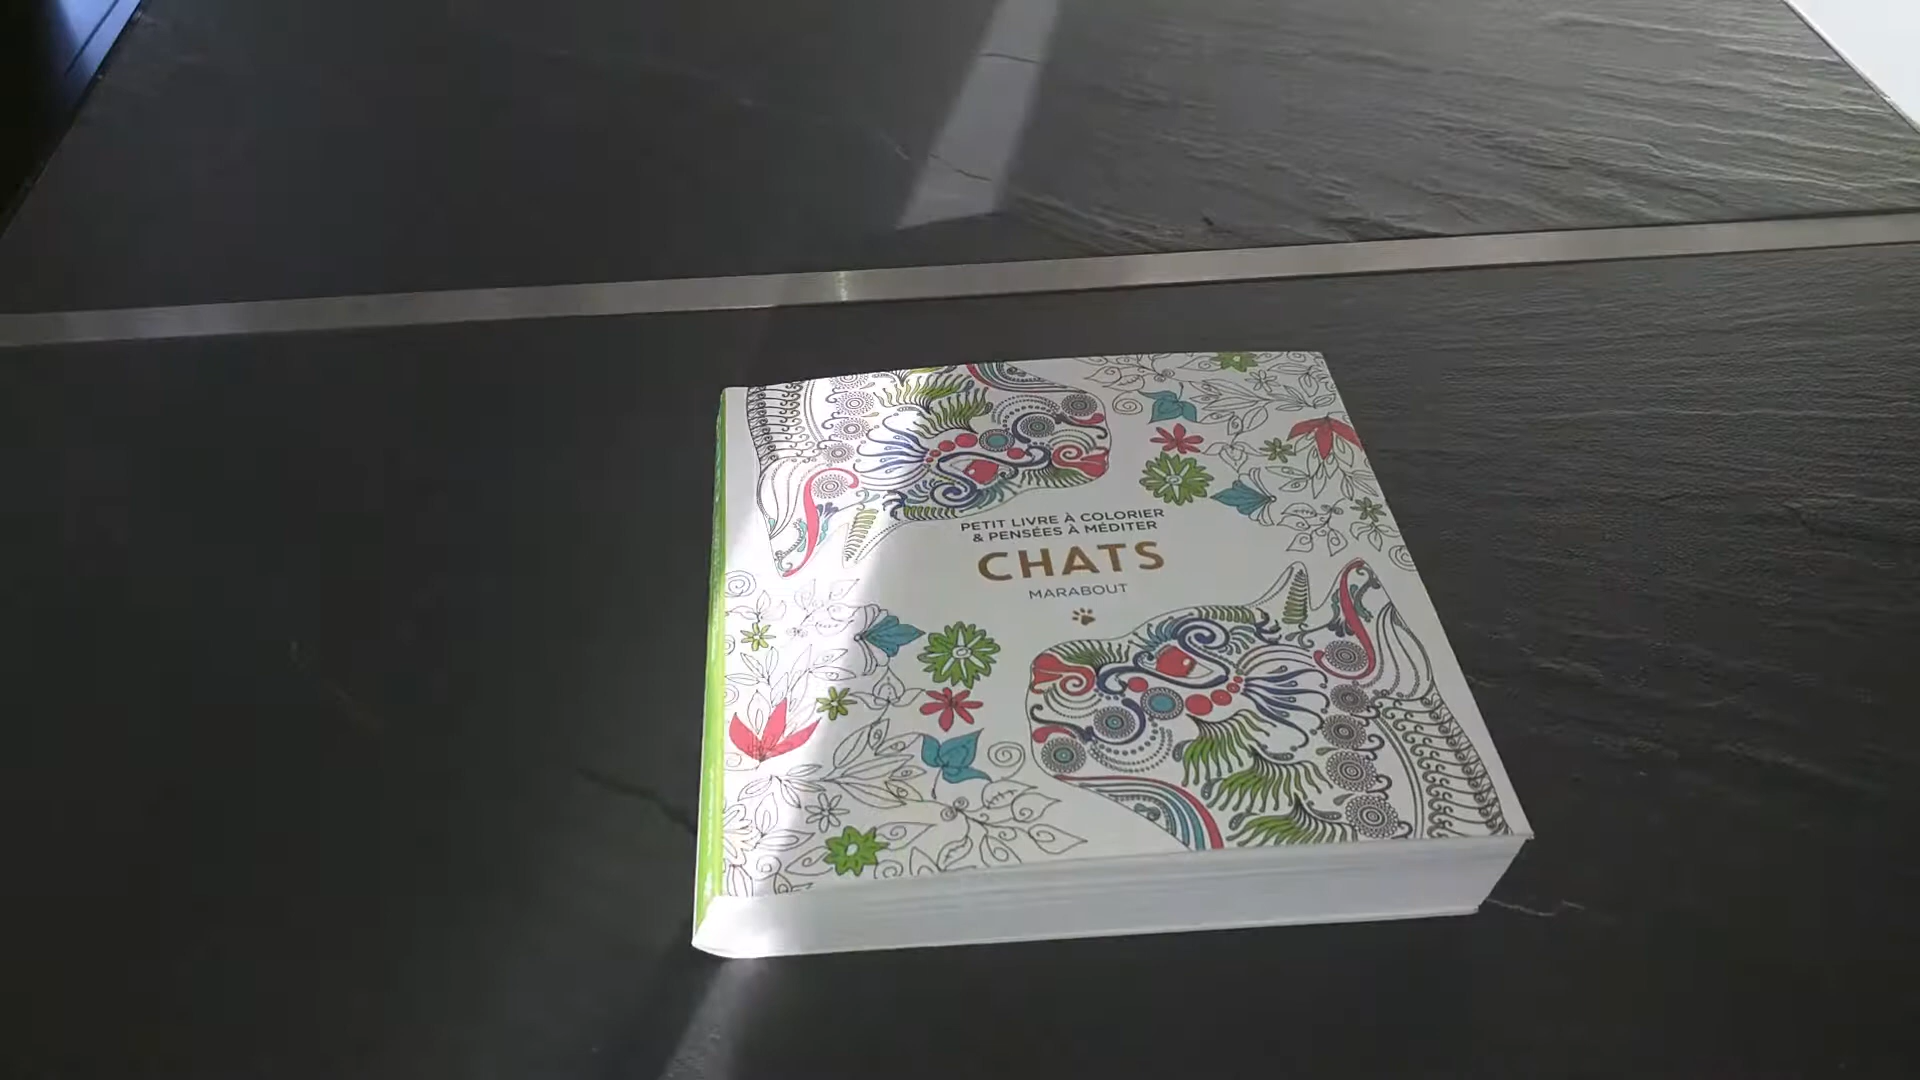 PETIT LIVRE À COLORIER
& PENSÉES À MÉDITER
CHATS
MARABOUT